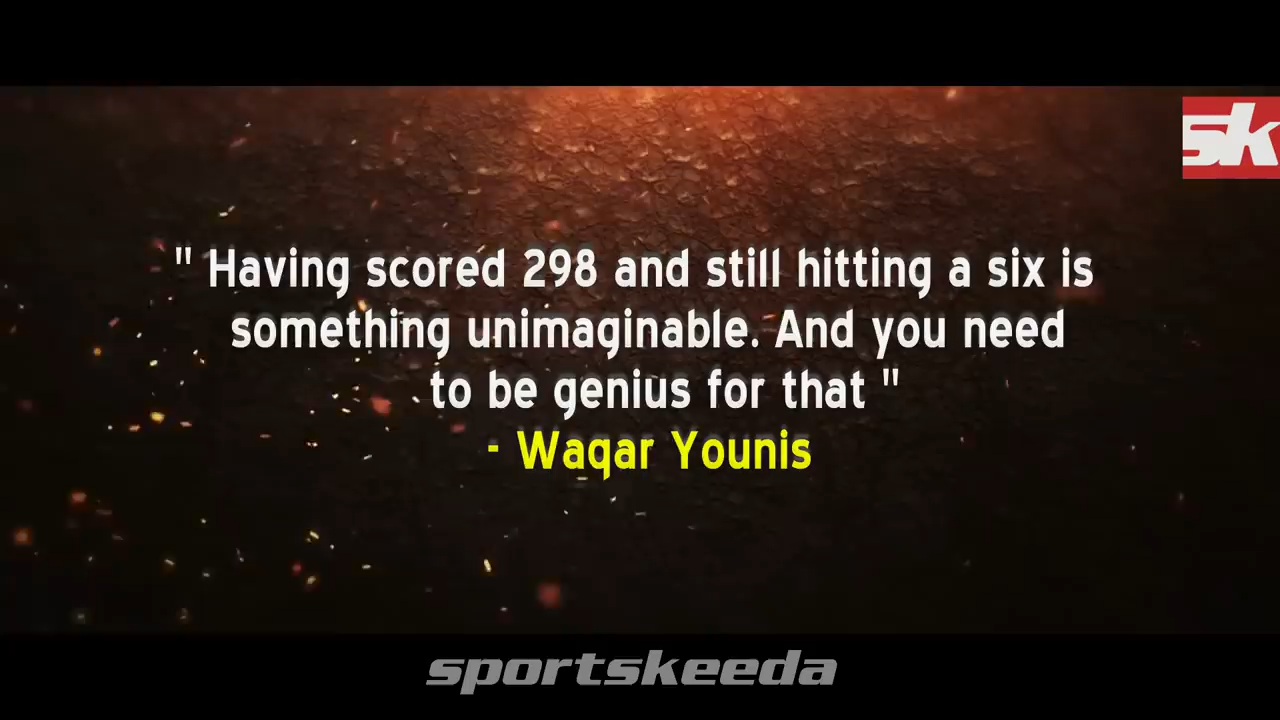 sk
" Having scored 298 and still hitting a six is
something unimaginable. And you need
to be genius for that "
- Waqar Younis
sportskeeda